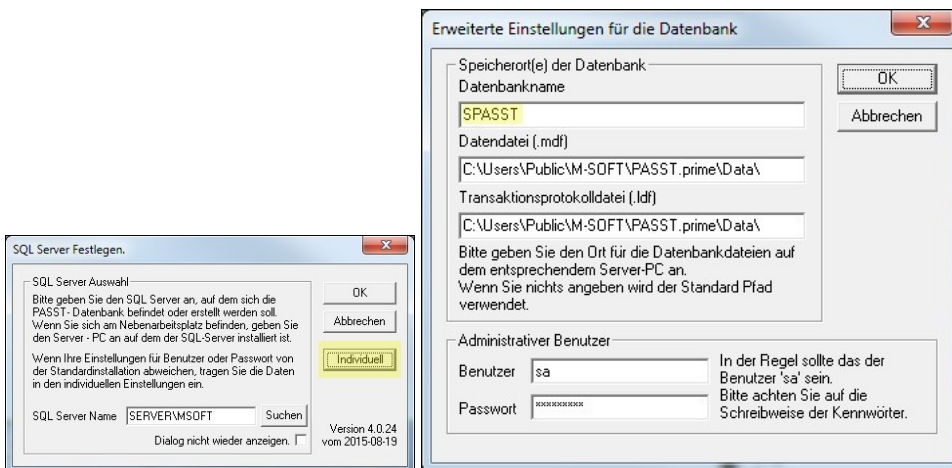 SQL Server Festlegen.
SQL Server Auswahl
Bitte geben Sie den SQL Server an, auf dem sich die
PASST- Datenbank befindet oder erstellt werden soll.
Wenn Sie sich am Nebenarbeitsplatz befinden, geben Sie
den Server - PC an auf dem der SQL-Server installiert ist.
Wenn Ihre Einstellungen für Benutzer oder Passwort von
der Standardinstallation abweichen, tragen Sie die Daten
in den individuellen Einstellungen ein.
SQL Server Name SERVER\MSOFT Suchen
Dialog nicht wieder anzeigen.
OK
Abbrechen
Individuell
Version 4.0.24
vom 2015-08-19
Erweiterte Einstellungen für die Datenbank
Speicherort(e) der Datenbank
Datenbankname
SPASST
Datendatei (.mdf)
C:\Users\Public\M-SOFT\PASST.prime\Data\
Transaktionsprotokolldatei (.ldf)
C:\Users\Public\M-SOFT\PASST.prime\Data\
Bitte geben Sie den Ort für die Datenbankdateien auf
dem entsprechendem Server-PC an.
Wenn Sie nichts angeben wird der Standard Pfad
verwendet.
OK
Abbrechen
Administrativer Benutzer
Benutzer sa
Passwort *********
In der Regel sollte das der
Benutzer 'sa' sein.
Bitte achten Sie auf die
Schreibweise der Kennwörter.